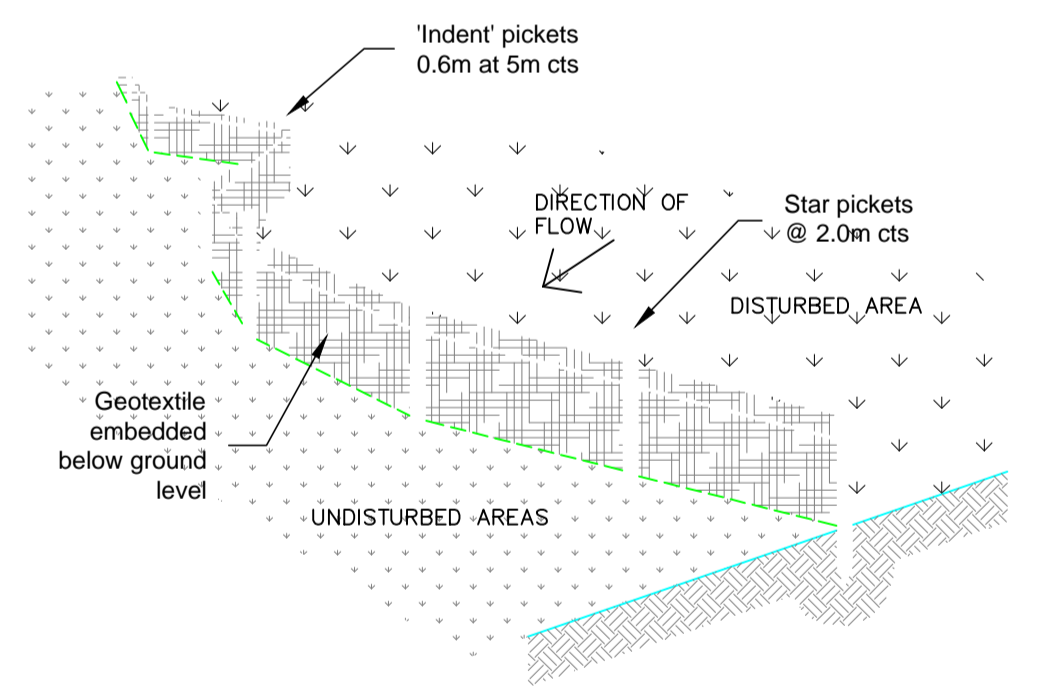 'Indent' pickets
0.6m at 5m cts
DIRECTION OF
FLOW
Star pickets
@ 2.0m cts
DISTURBED AREA
Geotextile
embedded
below ground
level
UNDISTURBED AREAS